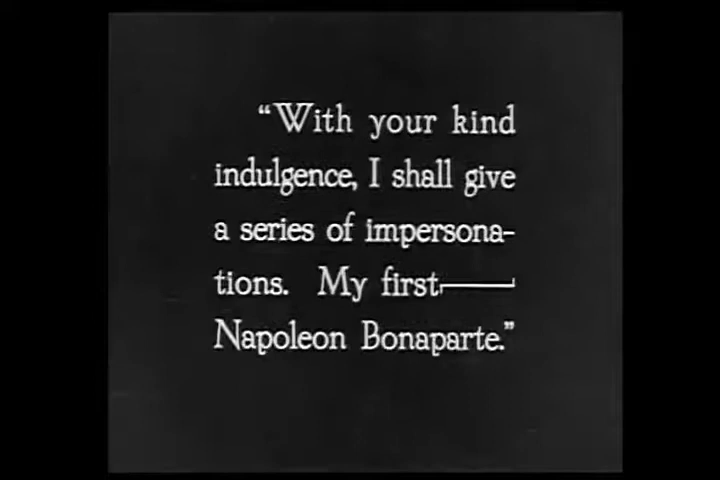 “With your kind
indulgence, I shall give
a series of impersona-
tions. My first——
Napoleon Bonaparte.”